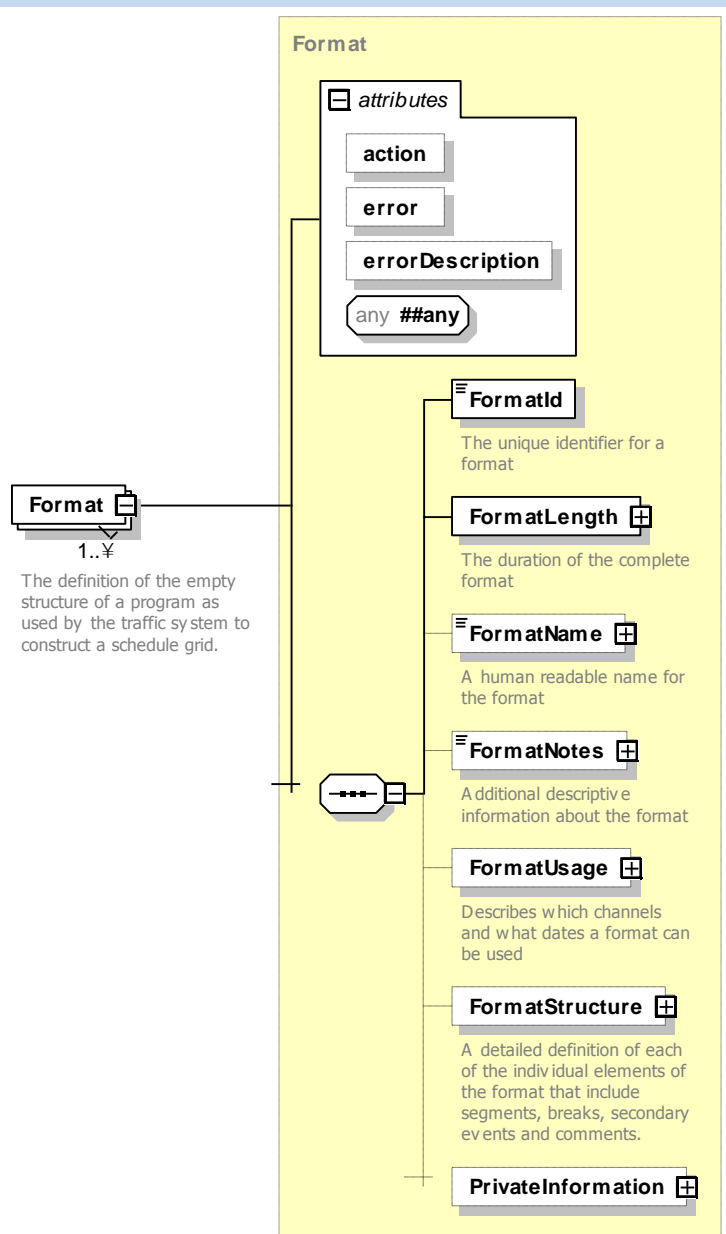 Format
attributes
action
error
errorDescription
any ##any
FormatId
The unique identifier for a
format
Format
1..¥
The definition of the empty
structure of a program as
used by the traffic system to
construct a schedule grid.
FormatLength
The duration of the complete
format
FormatName
A human readable name for
the format
FormatNotes
Additional descriptive
information about the format
FormatUsage
Describes which channels
and what dates a format can
be used
FormatStructure
A detailed definition of each
of the individual elements of
the format that include
segments, breaks, secondary
events and comments.
PrivateInformation